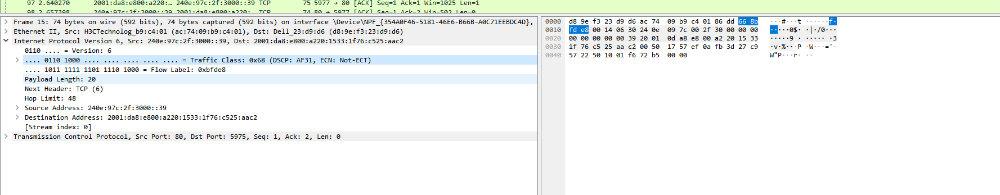 97 2.640270 2001:da8:e800:a220:… 240e:97c:2f:3000::39 TCP 75 5977 → 80 [ACK] Seq=1 Ack=1 Win=1025 Len=1
98 2.657398 240e:97c:2f:3000::39 2001:da8:e800:a220: TCP 74 80 → 5977 [ACK] Seq=1 Ack=2 Win=502 Len=0
Frame 15: 74 bytes on wire (592 bits), 74 bytes captured (592 bits) on interface \Device\NPF_{354A0F46-5181-46E6-B66B-A0C71EEBDC4D},
Ethernet II, Src: H3CTechnolog_b9:c4:01 (ac:74:09:b9:c4:01), Dst: Dell_23:d9:d6 (d8:9e:f3:23:d9:d6)
Internet Protocol Version 6, Src: 240e:97c:2f:3000::39, Dst: 2001:da8:e800:a220:1533:1f76:c525:aac2
0110 .... = Version: 6
.... 0110 1000 .... .... .... .... .... = Traffic Class: 0x68 (DSCP: AF31, ECN: Not-ECT)
.... 1011 1111 1101 1110 1000 = Flow Label: 0xbfde8
Payload Length: 20
Next Header: TCP (6)
Hop Limit: 48
Source Address: 240e:97c:2f:3000::39
Destination Address: 2001:da8:e800:a220:1533:1f76:c525:aac2
[Stream index: 0]
Transmission Control Protocol, Src Port: 80, Dst Port: 5975, Seq: 1, Ack: 2, Len: 0
0000 d8 9e f3 23 d9 d6 ac 74 09 b9 c4 01 86 dd 66 8b ···#···t ······f·
0010 fd e8 00 14 06 30 24 0e 09 7c 00 2f 30 00 00 00 ·····0$· ·|·/0···
0020 00 00 00 00 00 39 20 01 0d a8 e8 00 a2 20 15 33 ·····9 · ····· ·3
0030 1f 76 c5 25 aa c2 00 50 17 57 ef 0a fb 3d 27 c9 ·v·%···P ·W···='·
0040 57 22 50 10 01 f6 72 b5 00 00 W"P···r· ··